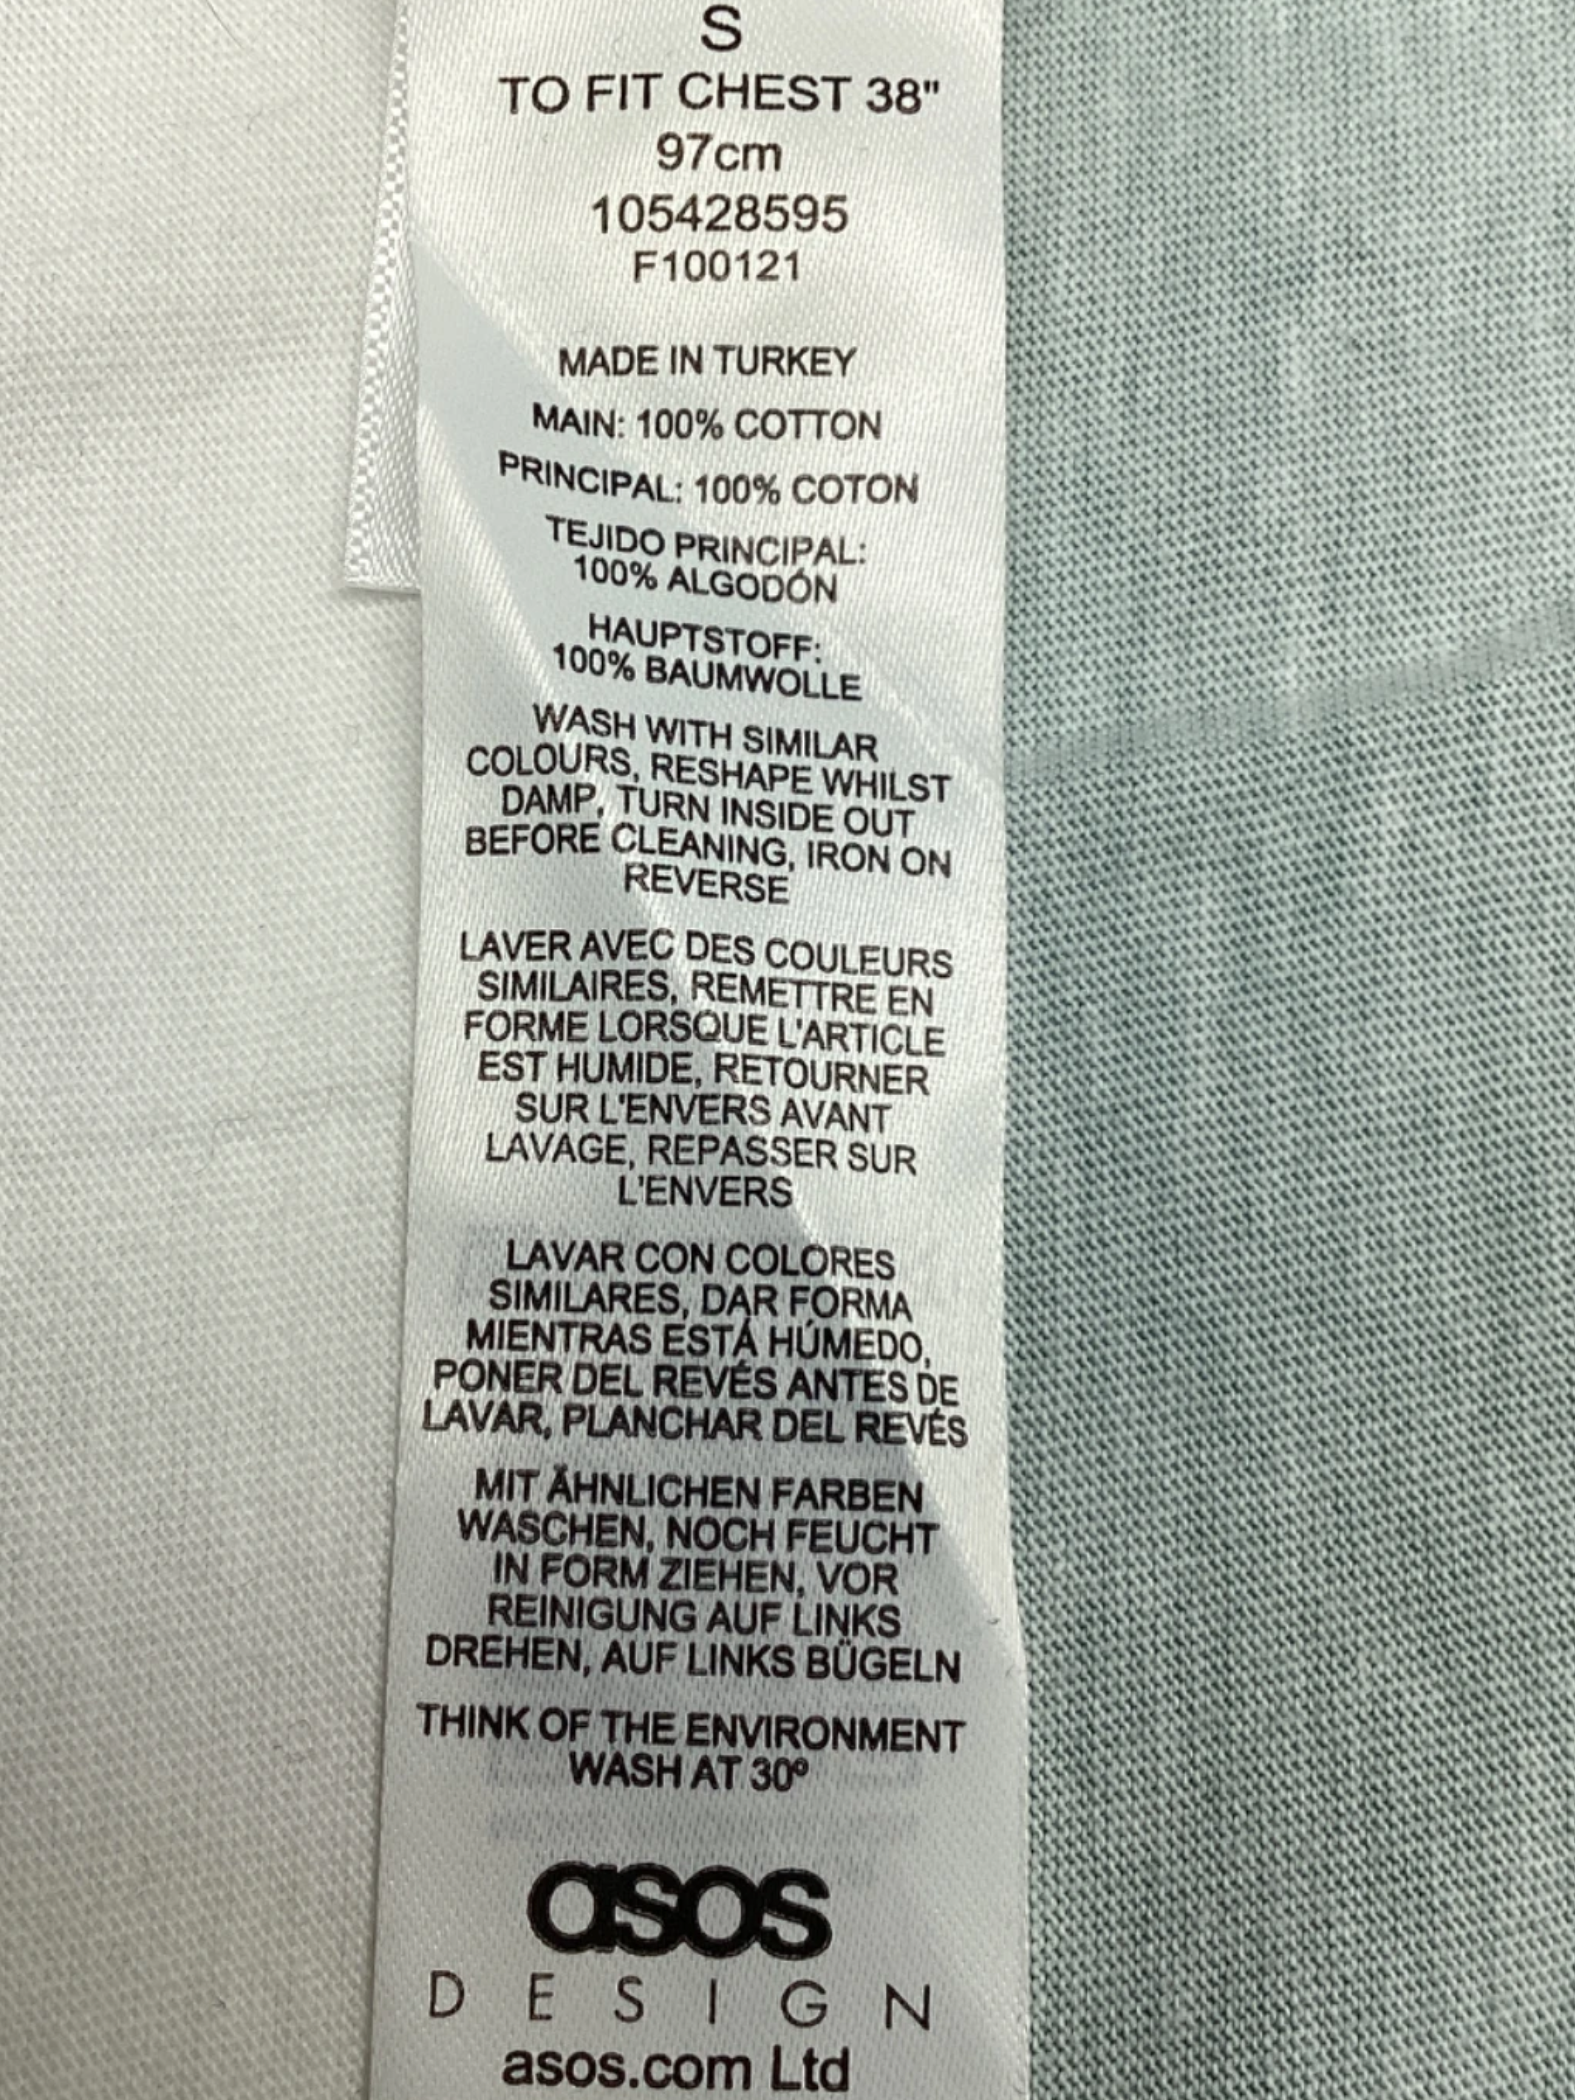 S
TO FIT CHEST 38"
97cm
105428595
F100121
MADE IN TURKEY
MAIN: 100% COTTON
PRINCIPAL: 100% COTON
TEJIDO PRINCIPAL:
100% ALGODÓN
HAUPTSTOFF:
100% BAUMWOLLE
WASH WITH SIMILAR
COLOURS, RESHAPE WHILST
DAMP, TURN INSIDE OUT
BEFORE CLEANING, IRON ON
REVERSE
LAVER AVEC DES COULEURS
SIMILAIRES, REMETTRE EN
FORME LORSQUE L'ARTICLE
EST HUMIDE, RETOURNER
SUR L'ENVERS AVANT
LAVAGE, REPASSER SUR
L'ENVERS
LAVAR CON COLORES
SIMILARES, DAR FORMA
MIENTRAS ESTÁ HÚMEDO,
PONER DEL REVÉS ANTES DE
LAVAR, PLANCHAR DEL REVÉS
MIT ÄHNLICHEN FARBEN
WASCHEN, NOCH FEUCHT
IN FORM ZIEHEN, VOR
REINIGUNG AUF LINKS
DREHEN, AUF LINKS BÜGELN
THINK OF THE ENVIRONMENT
WASH AT 30º
asos
DESIGN
asos.com Ltd